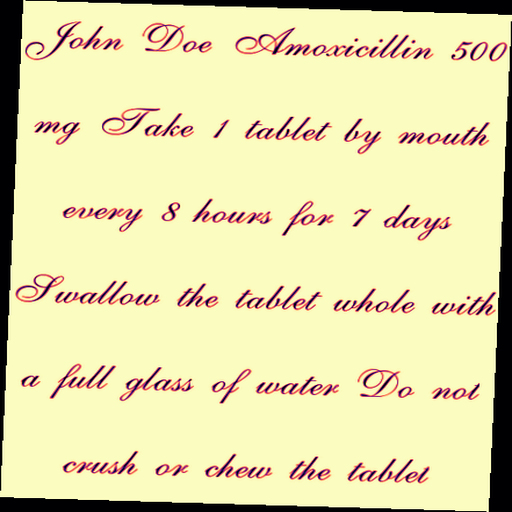 John Doe Amoxicillin 500
mg Take 1 tablet by mouth
every 8 hours for 7 days
Swallow the tablet whole with
a full glass of water Do not
crush or chew the tablet